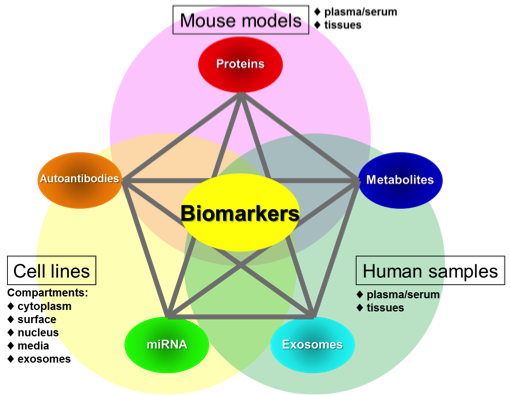 Mouse models
♦ plasma/serum
♦ tissues
Proteins
Autoantibodies
Metabolites
Biomarkers
Cell lines
Compartments:
♦ cytoplasm
♦ surface
♦ nucleus
♦ media
♦ exosomes
Human samples
♦ plasma/serum
♦ tissues
miRNA
Exosomes